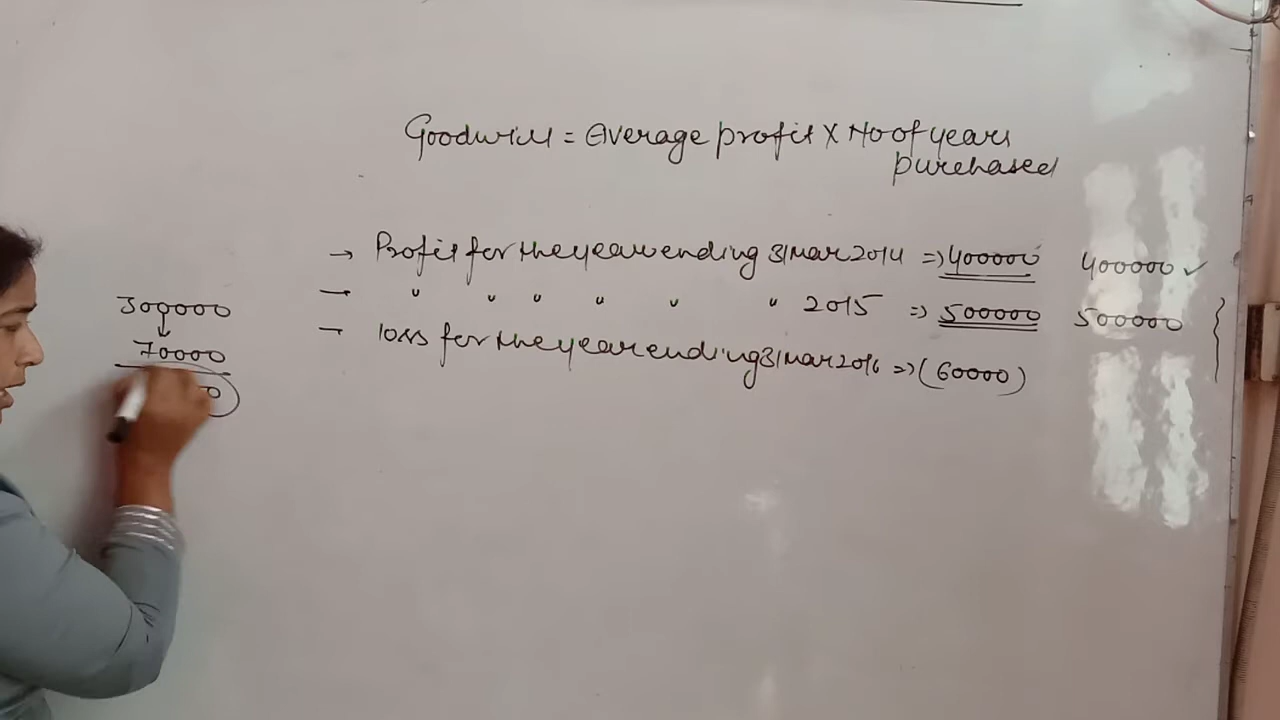 Goodwill = Average profit X No of years
purchased
→ Profit for the year ending 31 Mar 2014 => 400000 400000 ✓
→ " " " " " " 2015 => 500000 500000
→ loss for the year ending 31 Mar 2016 => (60000)
300000
↓
70000